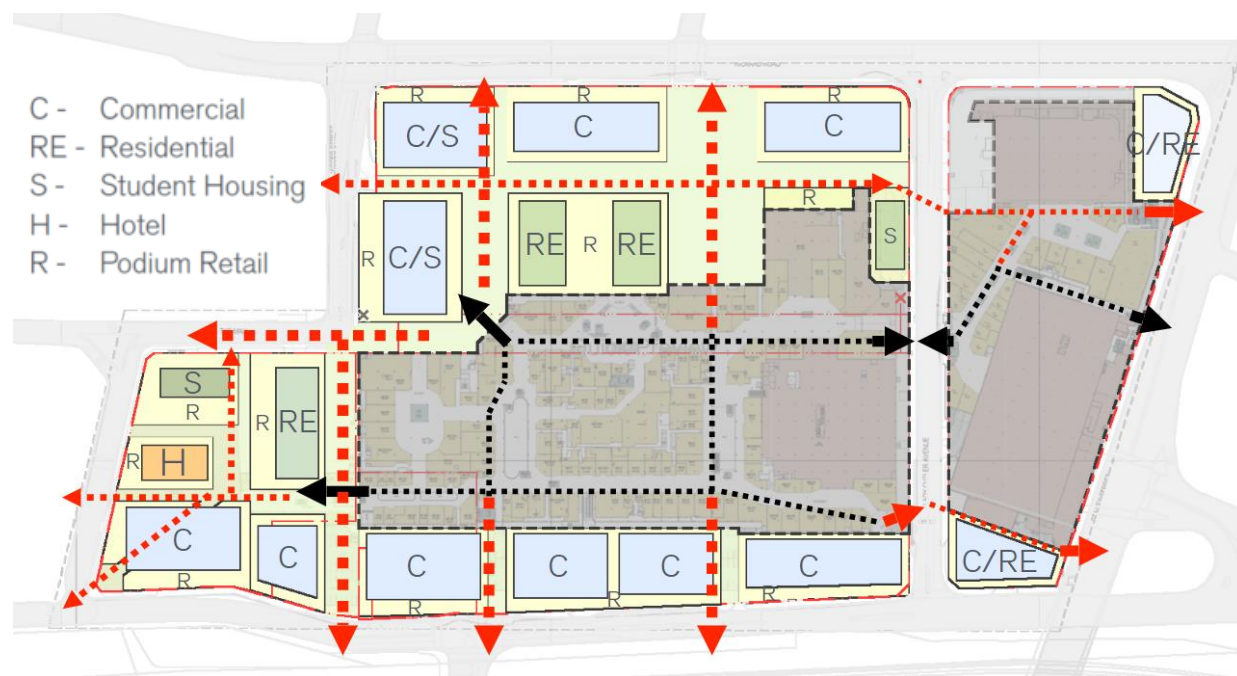 C - Commercial
RE - Residential
S - Student Housing
H - Hotel
R - Podium Retail
R
R
R
C/S
C
C
C/RE
R
R
C/S
RE
R
RE
S
S
R
R
RE
R
H
C
C
C
C
C
C
C/RE
R
R
R
R